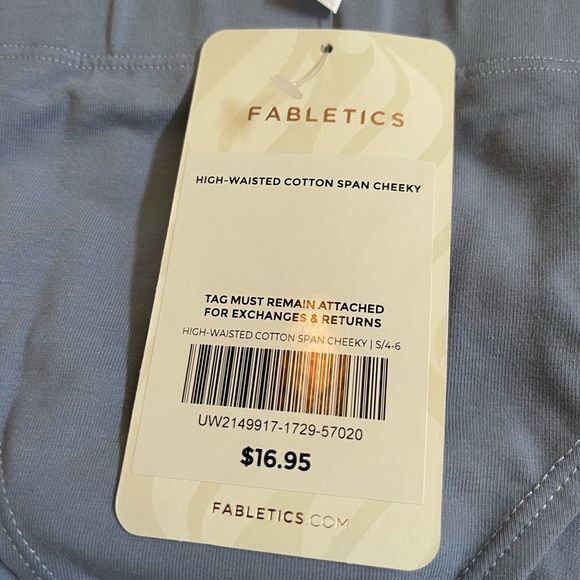 FABLETICS
HIGH-WAISTED COTTON SPAN CHEEKY
TAG MUST REMAIN ATTACHED
FOR EXCHANGES & RETURNS
HIGH-WAISTED COTTON SPAN CHEEKY | S/4-6
UW2149917-1729-57020
$16.95
FABLETICS.COM